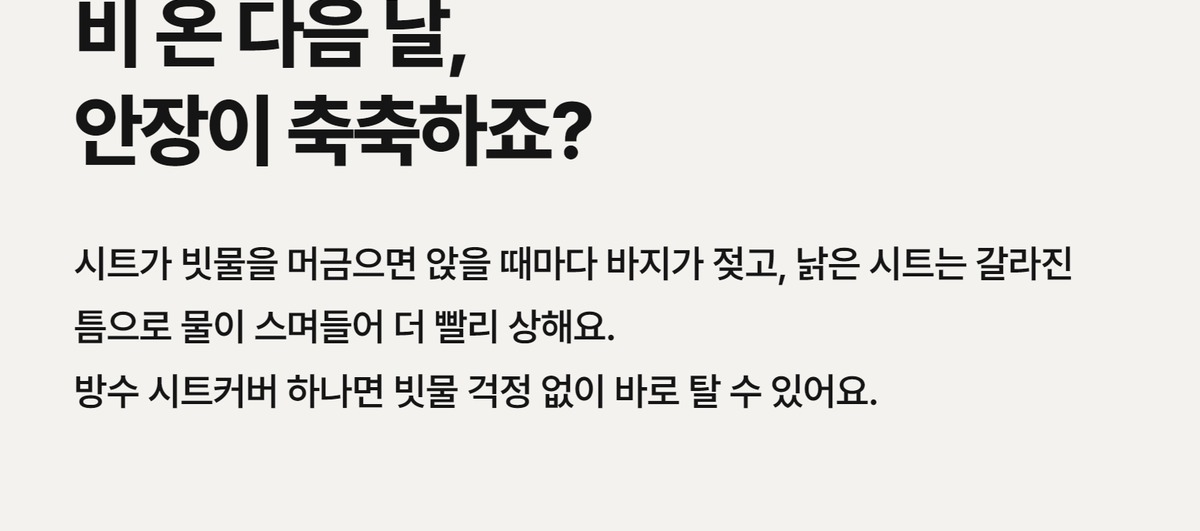 비 온 다음 날,
안장이 축축하죠?
시트가 빗물을 머금으면 앉을 때마다 바지가 젖고, 낡은 시트는 갈라진
틈으로 물이 스며들어 더 빨리 상해요.
방수 시트커버 하나면 빗물 걱정 없이 바로 탈 수 있어요.